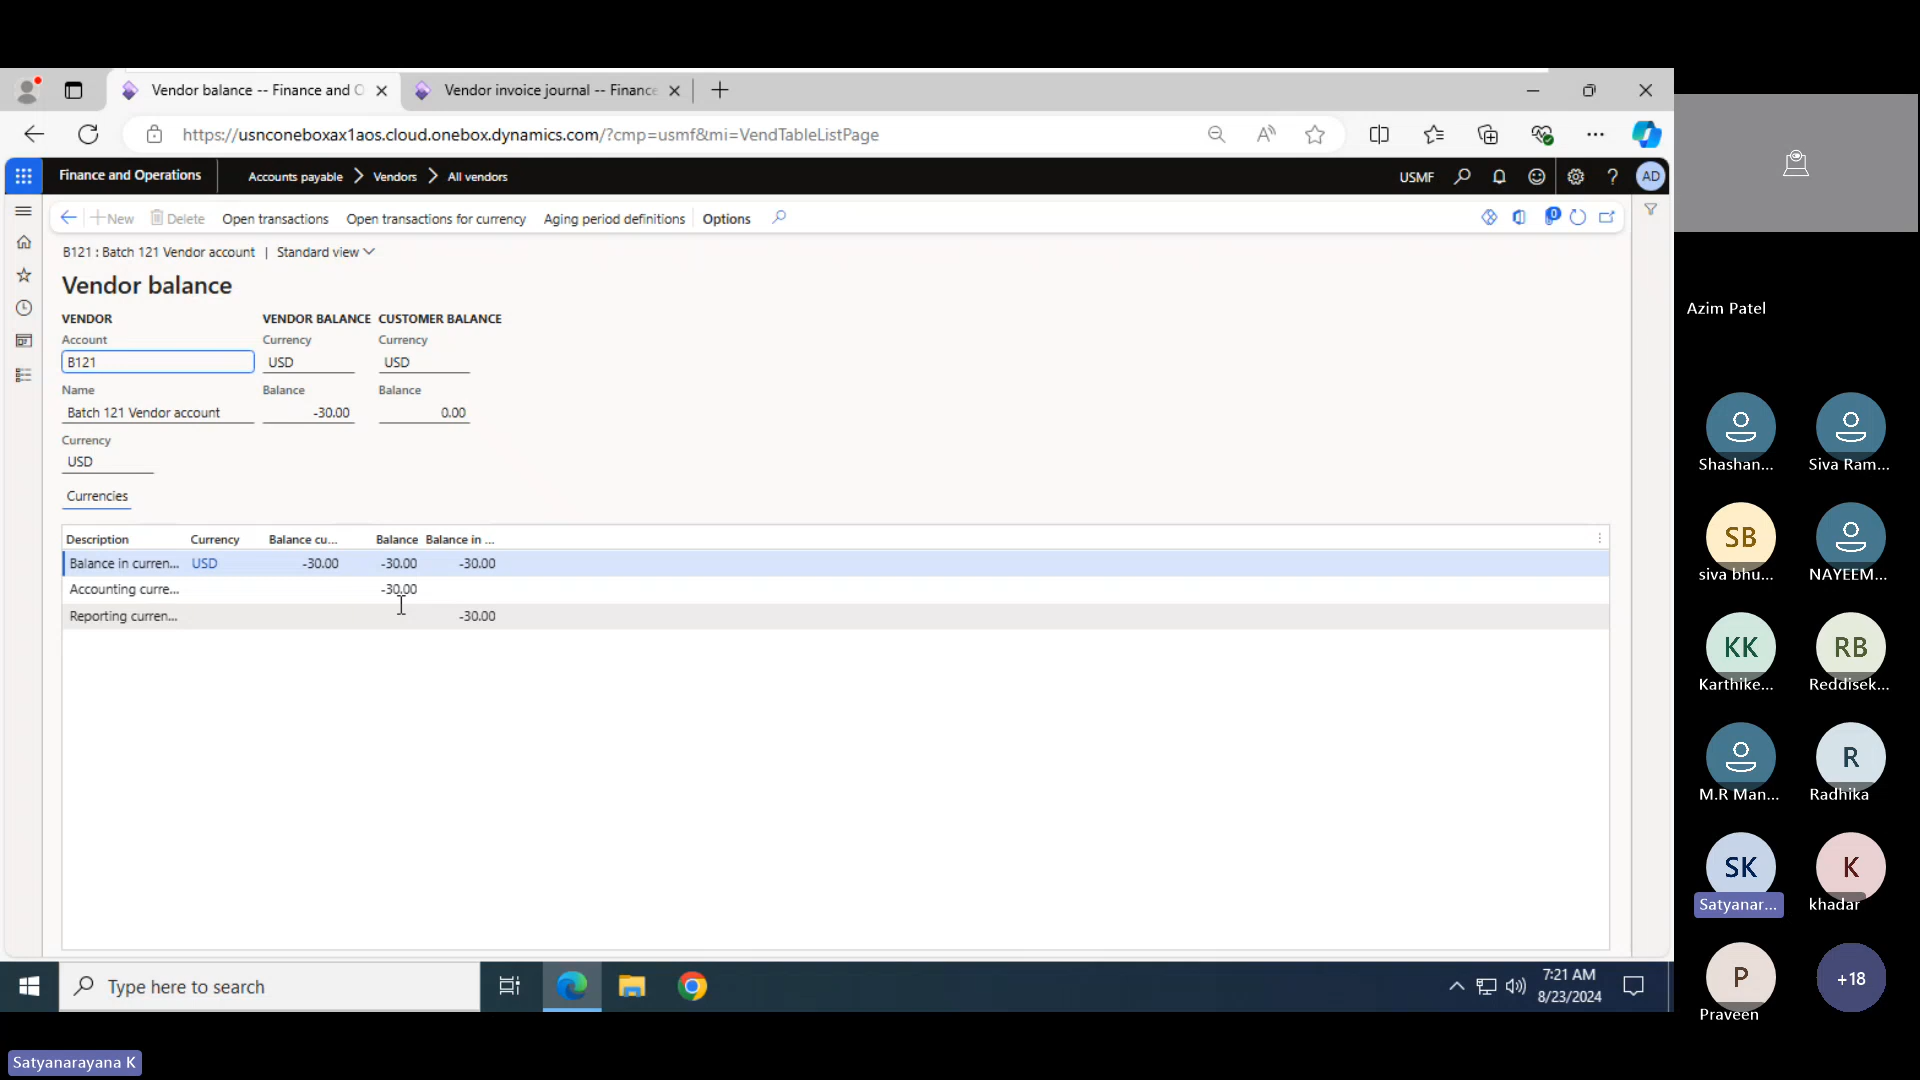 Vendor balance -- Finance and O
Vendor invoice journal -- Finance
https://usnconeboxax1aos.cloud.onebox.dynamics.com/?cmp=usmf&mi=VendTableListPage
Finance and Operations
Accounts payable > Vendors > All vendors
USMF
?
AD
New
Delete
Open transactions
Open transactions for currency
Aging period definitions
Options
0
B121 : Batch 121 Vendor account | Standard view
Vendor balance
VENDOR VENDOR BALANCE CUSTOMER BALANCE
Account Currency Currency
B121 USD USD
Name Balance Balance
Batch 121 Vendor account -30.00 0.00
Currency
USD
Currencies
Description Currency Balance cu... Balance Balance in ...
Balance in curren... USD -30.00 -30.00 -30.00
Accounting curre... -30.00
Reporting curren... -30.00
Type here to search
7:21 AM
8/23/2024
Azim Patel
Shashan...
Siva Ram...
SB
siva bhu...
NAYEEM...
KK
Karthike...
RB
Reddisek...
M.R Man...
R
Radhika
SK
Satyanar...
K
khadar
P
Praveen
+18
Satyanarayana K